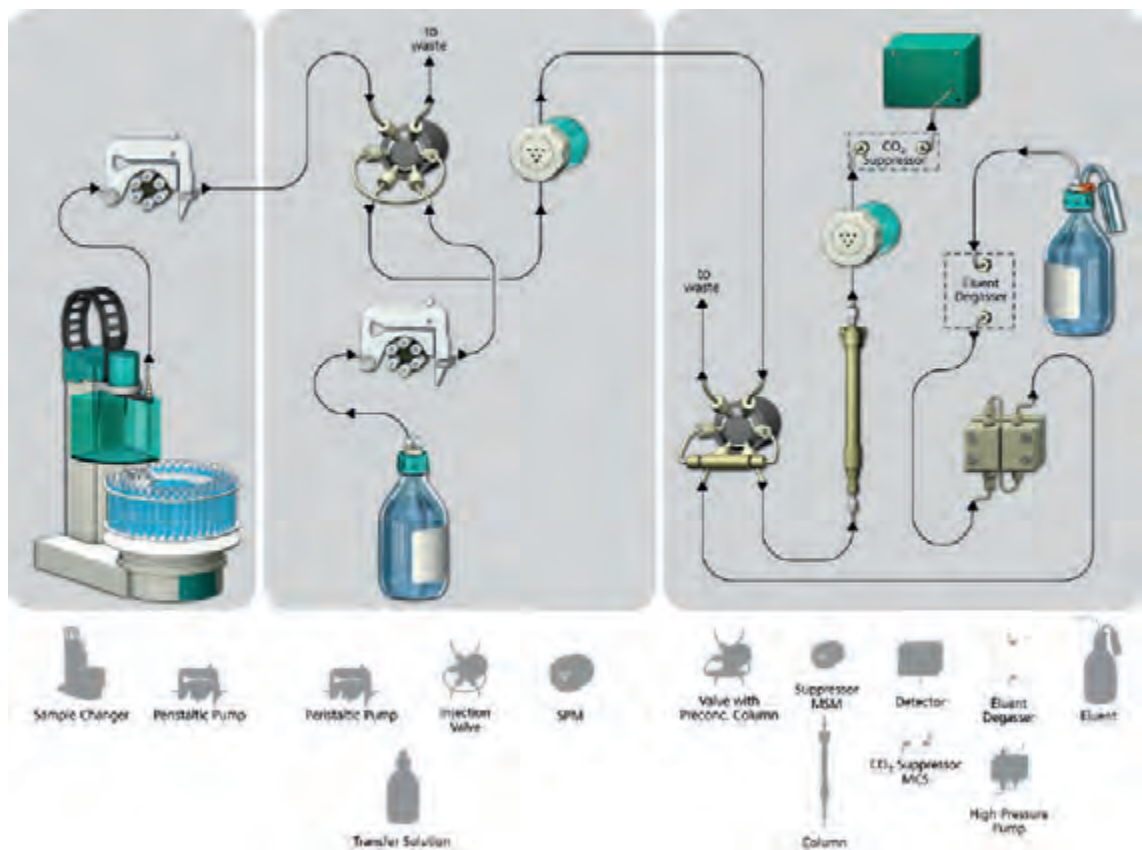 to
waste
CO₂
Suppressor
Eluent
Degasser
to
waste
Sample Changer
Peristaltic Pump
Peristaltic Pump
Injection
Valve
SPM
Transfer Solution
Value with
Preconc. Column
Suppressor
MSM
Detector
Eluent
Degasser
Eluent
CO₂ Suppressor
MCS
High Pressure
Pump
Column